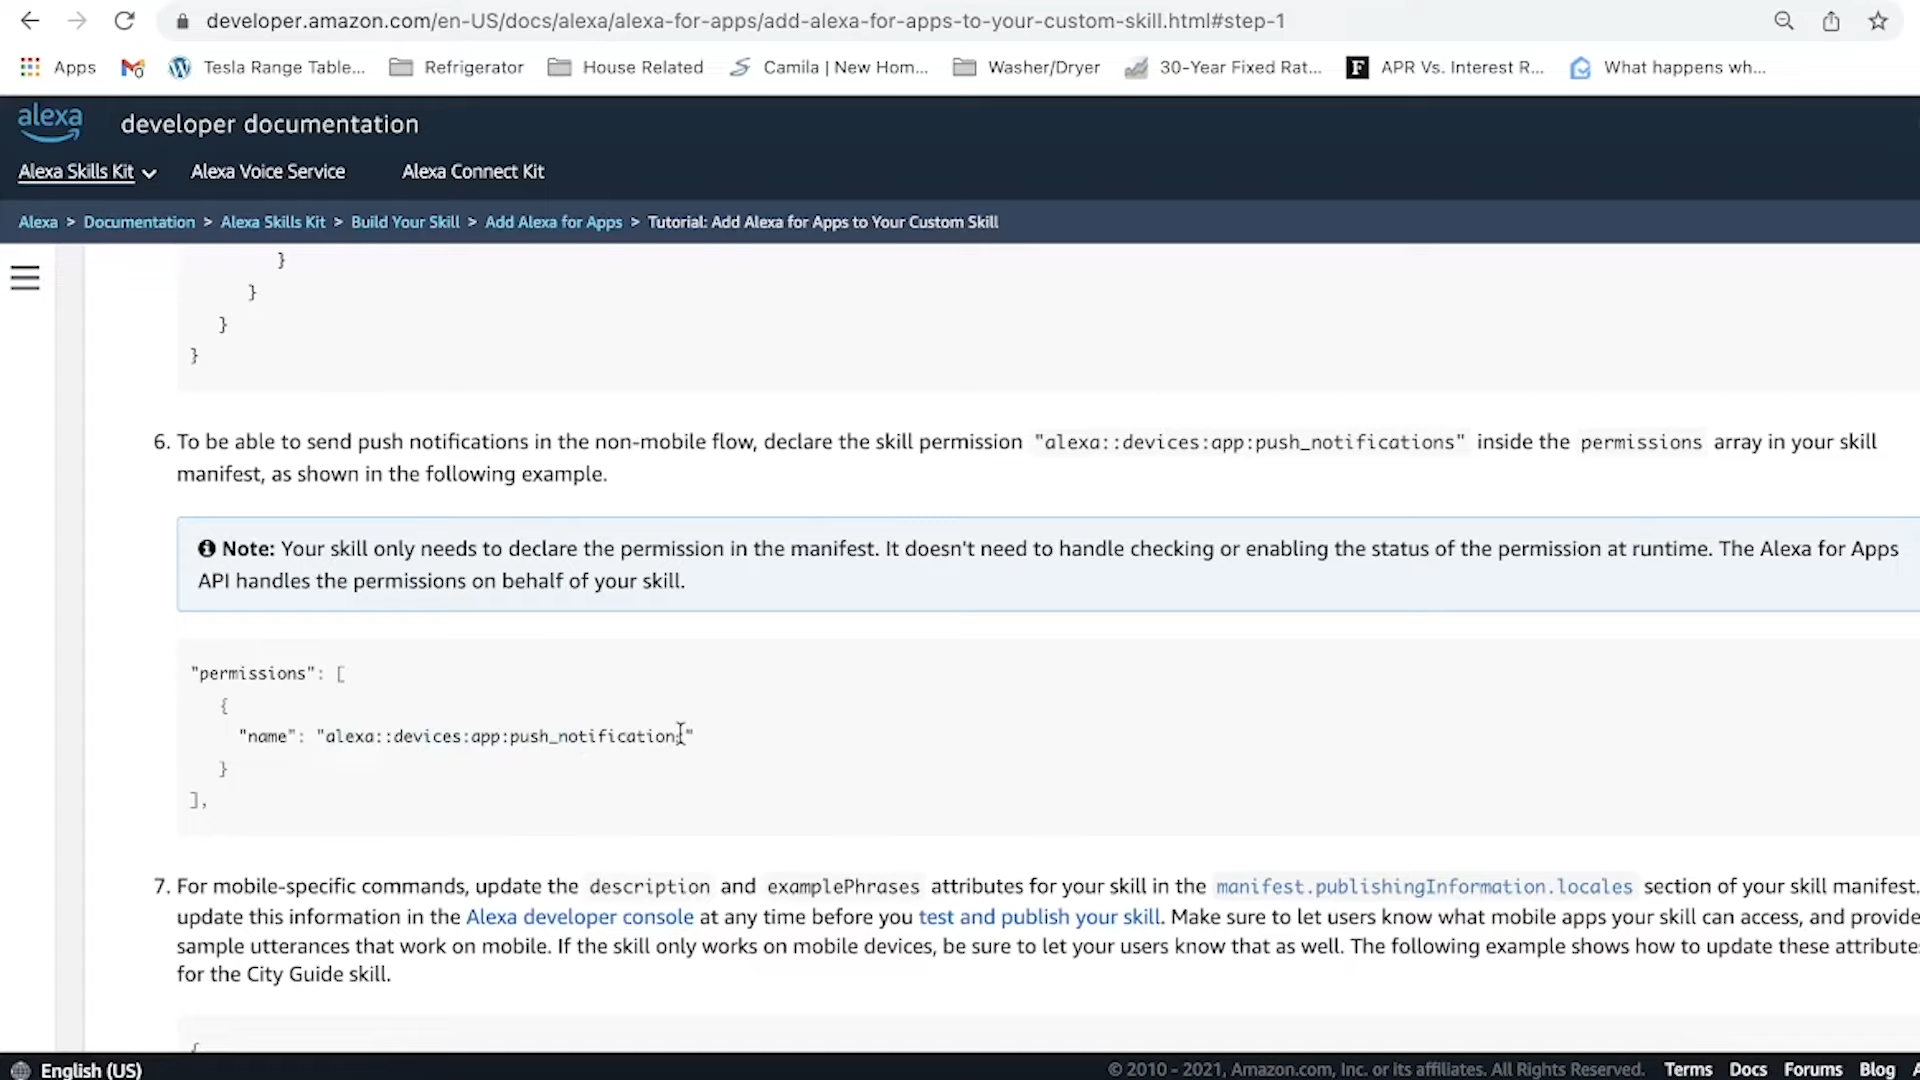 developer.amazon.com/en-US/docs/alexa/alexa-for-apps/add-alexa-for-apps-to-your-custom-skill.html#step-1
Apps Tesla Range Table... Refrigerator House Related Camila | New Hom... Washer/Dryer 30-Year Fixed Rat... F APR Vs. Interest R... What happens wh...
alexa developer documentation
Alexa Skills Kit Alexa Voice Service Alexa Connect Kit
Alexa > Documentation > Alexa Skills Kit > Build Your Skill > Add Alexa for Apps > Tutorial: Add Alexa for Apps to Your Custom Skill
}
}
}
}
6. To be able to send push notifications in the non-mobile flow, declare the skill permission "alexa::devices:app:push_notifications" inside the permissions array in your skill
manifest, as shown in the following example.
Note: Your skill only needs to declare the permission in the manifest. It doesn't need to handle checking or enabling the status of the permission at runtime. The Alexa for Apps
API handles the permissions on behalf of your skill.
"permissions": [
{
"name": "alexa::devices:app:push_notifications"
}
],
7. For mobile-specific commands, update the description and examplePhrases attributes for your skill in the manifest.publishingInformation.locales section of your skill manifest.
update this information in the Alexa developer console at any time before you test and publish your skill. Make sure to let users know what mobile apps your skill can access, and provide
sample utterances that work on mobile. If the skill only works on mobile devices, be sure to let your users know that as well. The following example shows how to update these attribute
for the City Guide skill.
{
English (US) © 2010 - 2021, Amazon.com, Inc. or its affiliates. All Rights Reserved. Terms Docs Forums Blog